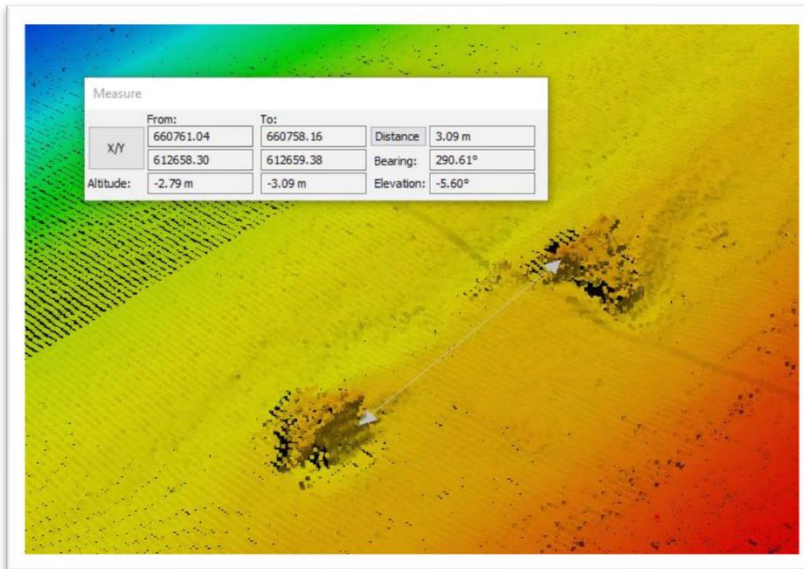 Measure
From: To:
X/Y 660761.04 660758.16 Distance 3.09 m
612658.30 612659.38 Bearing: 290.61°
Altitude: -2.79 m -3.09 m Elevation: -5.60°